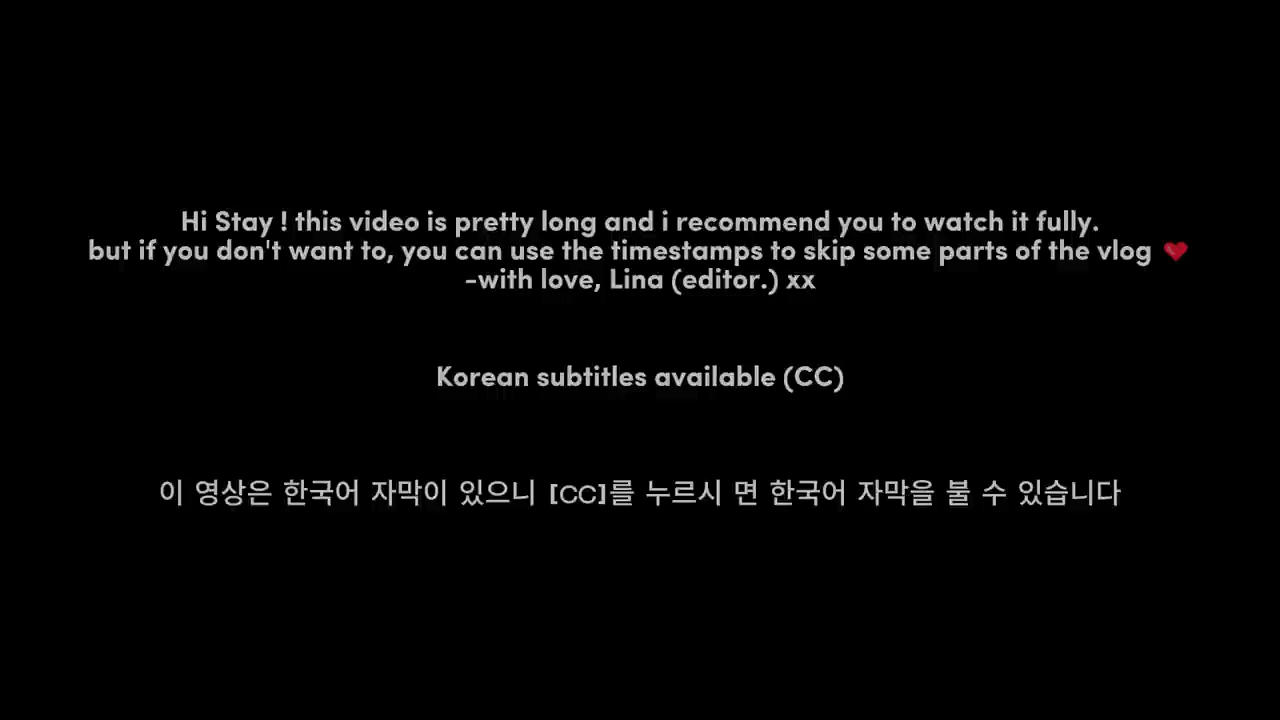 Hi Stay ! this video is pretty long and i recommend you to watch it fully.
but if you don't want to, you can use the timestamps to skip some parts of the vlog ❤️
-with love, Lina (editor.) xx
Korean subtitles available (CC)
이 영상은 한국어 자막이 있으니 [CC]를 누르시 면 한국어 자막을 불 수 있습니다